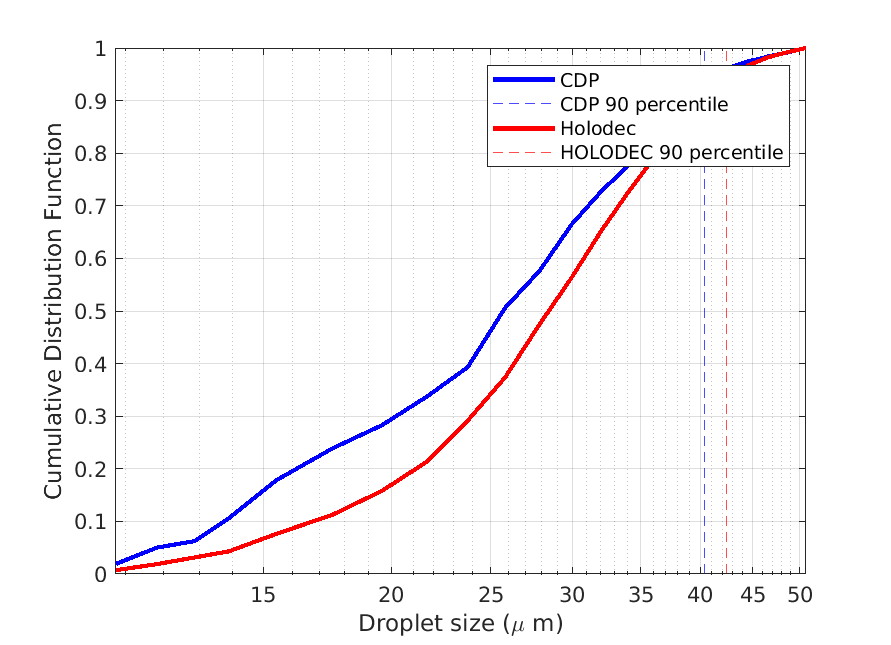 1
0.9
0.8
0.7
0.6
0.5
0.4
0.3
0.2
0.1
0
Cumulative Distribution Function
CDP
CDP 90 percentile
Holodec
HOLODEC 90 percentile
15 20 25 30 35 40 45 50
Droplet size (μ m)